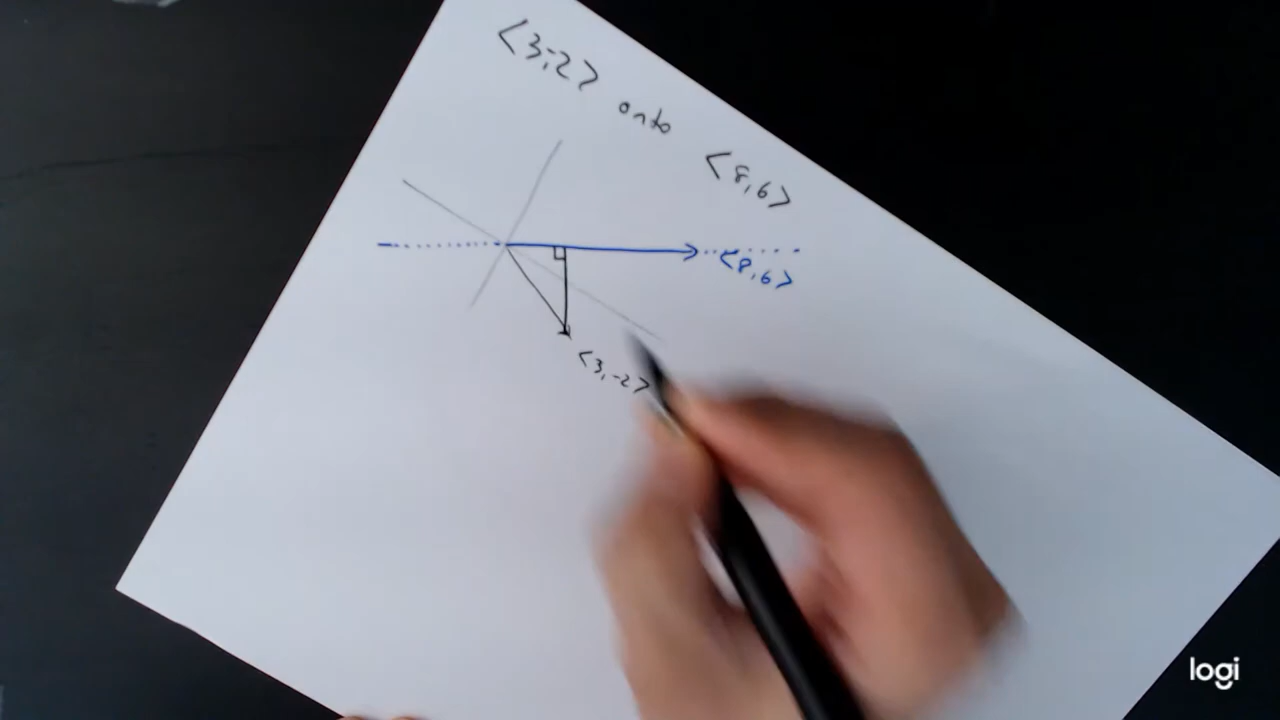 <3,-2> onto <8,6>
<8,6>
<3,-2>
logi